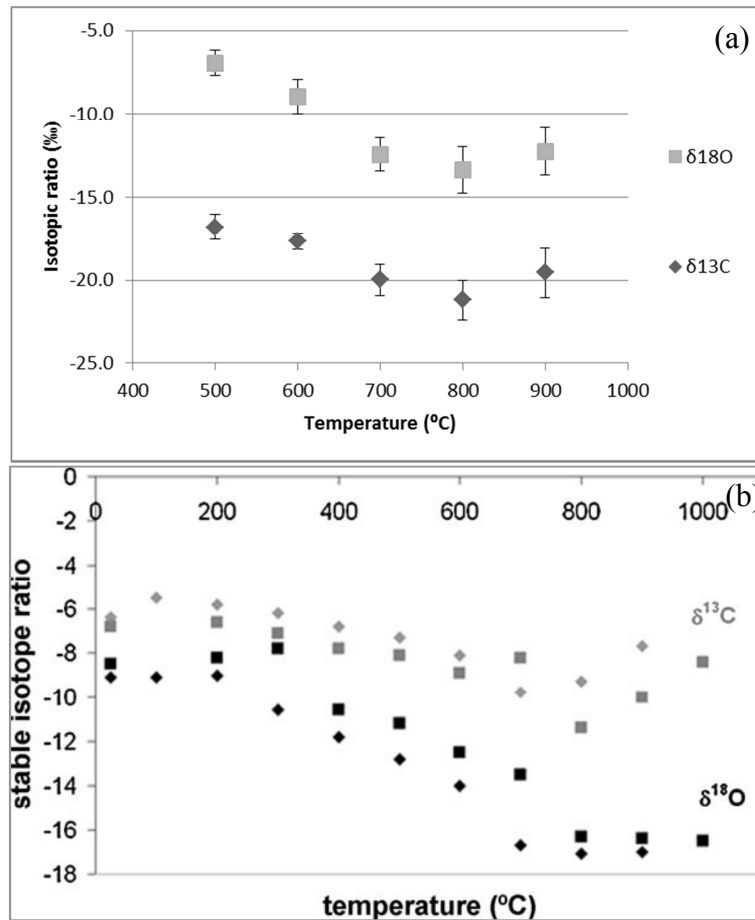 (a)
-5.0
-10.0
-15.0
-20.0
-25.0
Isotopic ratio (‰)
400 500 600 700 800 900 1000
Temperature (⁰C)
δ18O
δ13C
(b)
0
-2
-4
-6
-8
-10
-12
-14
-16
-18
stable isotope ratio
0 200 400 600 800 1000
δ¹³C
δ¹⁸O
temperature (ºC)